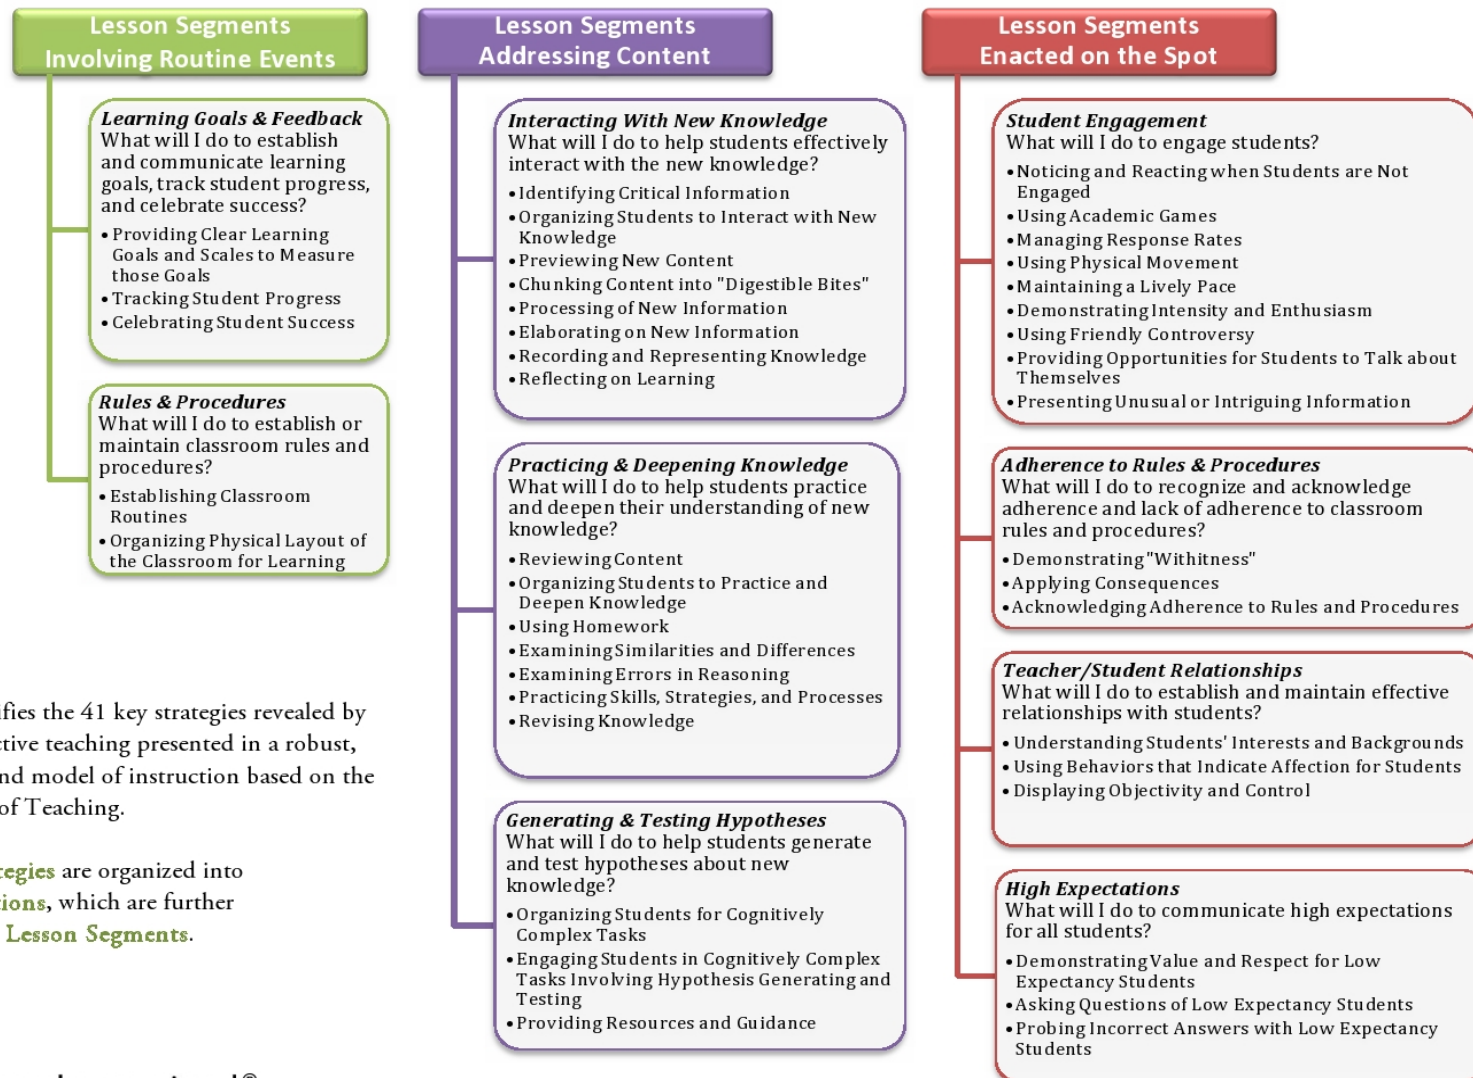 Lesson Segments
Involving Routine Events
Learning Goals & Feedback
What will I do to establish
and communicate learning
goals, track student progress,
and celebrate success?
• Providing Clear Learning
Goals and Scales to Measure
those Goals
• Tracking Student Progress
• Celebrating Student Success
Rules & Procedures
What will I do to establish or
maintain classroom rules and
procedures?
• Establishing Classroom
Routines
• Organizing Physical Layout of
the Classroom for Learning
the 41 key strategies revealed by
teaching presented in a robust,
model of instruction based on the
of Teaching.
are organized into
, which are further
Lesson Segments.
Lesson Segments
Addressing Content
Interacting With New Knowledge
What will I do to help students effectively
interact with the new knowledge?
• Identifying Critical Information
• Organizing Students to Interact with New
Knowledge
• Previewing New Content
• Chunking Content into "Digestible Bites"
• Processing of New Information
• Elaborating on New Information
• Recording and Representing Knowledge
• Reflecting on Learning
Practicing & Deepening Knowledge
What will I do to help students practice
and deepen their understanding of new
knowledge?
• Reviewing Content
• Organizing Students to Practice and
Deepen Knowledge
• Using Homework
• Examining Similarities and Differences
• Examining Errors in Reasoning
• Practicing Skills, Strategies, and Processes
• Revising Knowledge
Generating & Testing Hypotheses
What will I do to help students generate
and test hypotheses about new
knowledge?
• Organizing Students for Cognitively
Complex Tasks
• Engaging Students in Cognitively Complex
Tasks Involving Hypothesis Generating and
Testing
• Providing Resources and Guidance
Lesson Segments
Enacted on the Spot
Student Engagement
What will I do to engage students?
• Noticing and Reacting when Students are Not
Engaged
• Using Academic Games
• Managing Response Rates
• Using Physical Movement
• Maintaining a Lively Pace
• Demonstrating Intensity and Enthusiasm
• Using Friendly Controversy
• Providing Opportunities for Students to Talk about
Themselves
• Presenting Unusual or Intriguing Information
Adherence to Rules & Procedures
What will I do to recognize and acknowledge
adherence and lack of adherence to classroom
rules and procedures?
• Demonstrating "Withitness"
• Applying Consequences
• Acknowledging Adherence to Rules and Procedures
Teacher/Student Relationships
What will I do to establish and maintain effective
relationships with students?
• Understanding Students' Interests and Backgrounds
• Using Behaviors that Indicate Affection for Students
• Displaying Objectivity and Control
High Expectations
What will I do to communicate high expectations
for all students?
• Demonstrating Value and Respect for Low
Expectancy Students
• Asking Questions of Low Expectancy Students
• Probing Incorrect Answers with Low Expectancy
Students